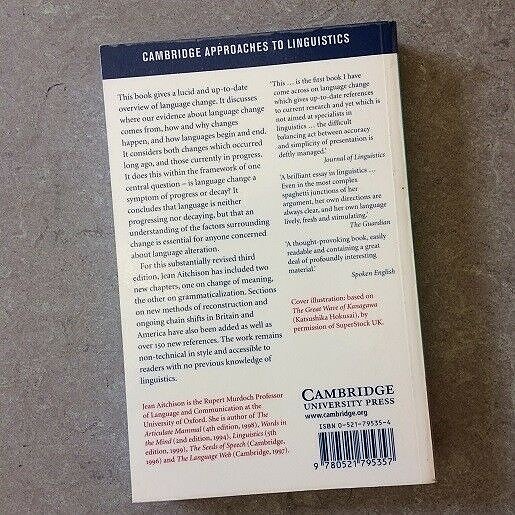 CAMBRIDGE APPROACHES TO LINGUISTICS
This book gives a lucid and up-to-date
overview of language change. It discusses
where our evidence about language change
comes from, how and why changes
happen, and how languages begin and end.
It considers both changes which occurred
long ago, and those currently in progress.
It does this within the framework of one
central question – is language change a
symptom of progress or decay? It
concludes that language is neither
progressing nor decaying, but that an
understanding of the factors surrounding
change is essential for anyone concerned
about language alteration.
For this substantially revised third
edition, Jean Aitchison has included two
new chapters, one on change of meaning,
the other on grammaticalization. Sections
on new methods of reconstruction and
ongoing chain shifts in Britain and
America have also been added as well as
over 150 new references. The work remains
non-technical in style and accessible to
readers with no previous knowledge of
linguistics.
Jean Aitchison is the Rupert Murdoch Professor
of Language and Communication at the
University of Oxford. She is author of The
Articulate Mammal (4th edition, 1998), Words in
the Mind (2nd edition, 1994), Linguistics (5th
edition, 1999), The Seeds of Speech (Cambridge,
1996) and The Language Web (Cambridge, 1997).
'This … is the first book I have
come across on language change
which gives up-to-date references
to current research and yet which is
not aimed at specialists in
linguistics … the difficult
balancing act between accuracy
and simplicity of presentation is
deftly managed.'
Journal of Linguistics
'A brilliant essay in linguistics …
Even in the most complex
spaghetti junctions of her
argument, her own directions are
always clear, and her own language
lively, fresh and stimulating.'
The Guardian
'A thought-provoking book, easily
readable and containing a great
deal of profoundly interesting
material.'
Spoken English
Cover illustration: based on
The Great Wave of Kanagawa
(Katsushika Hokusai), by
permission of SuperStock UK.
CAMBRIDGE
UNIVERSITY PRESS
www.cambridge.org
ISBN 0-521-79535-4
9 780521 795357